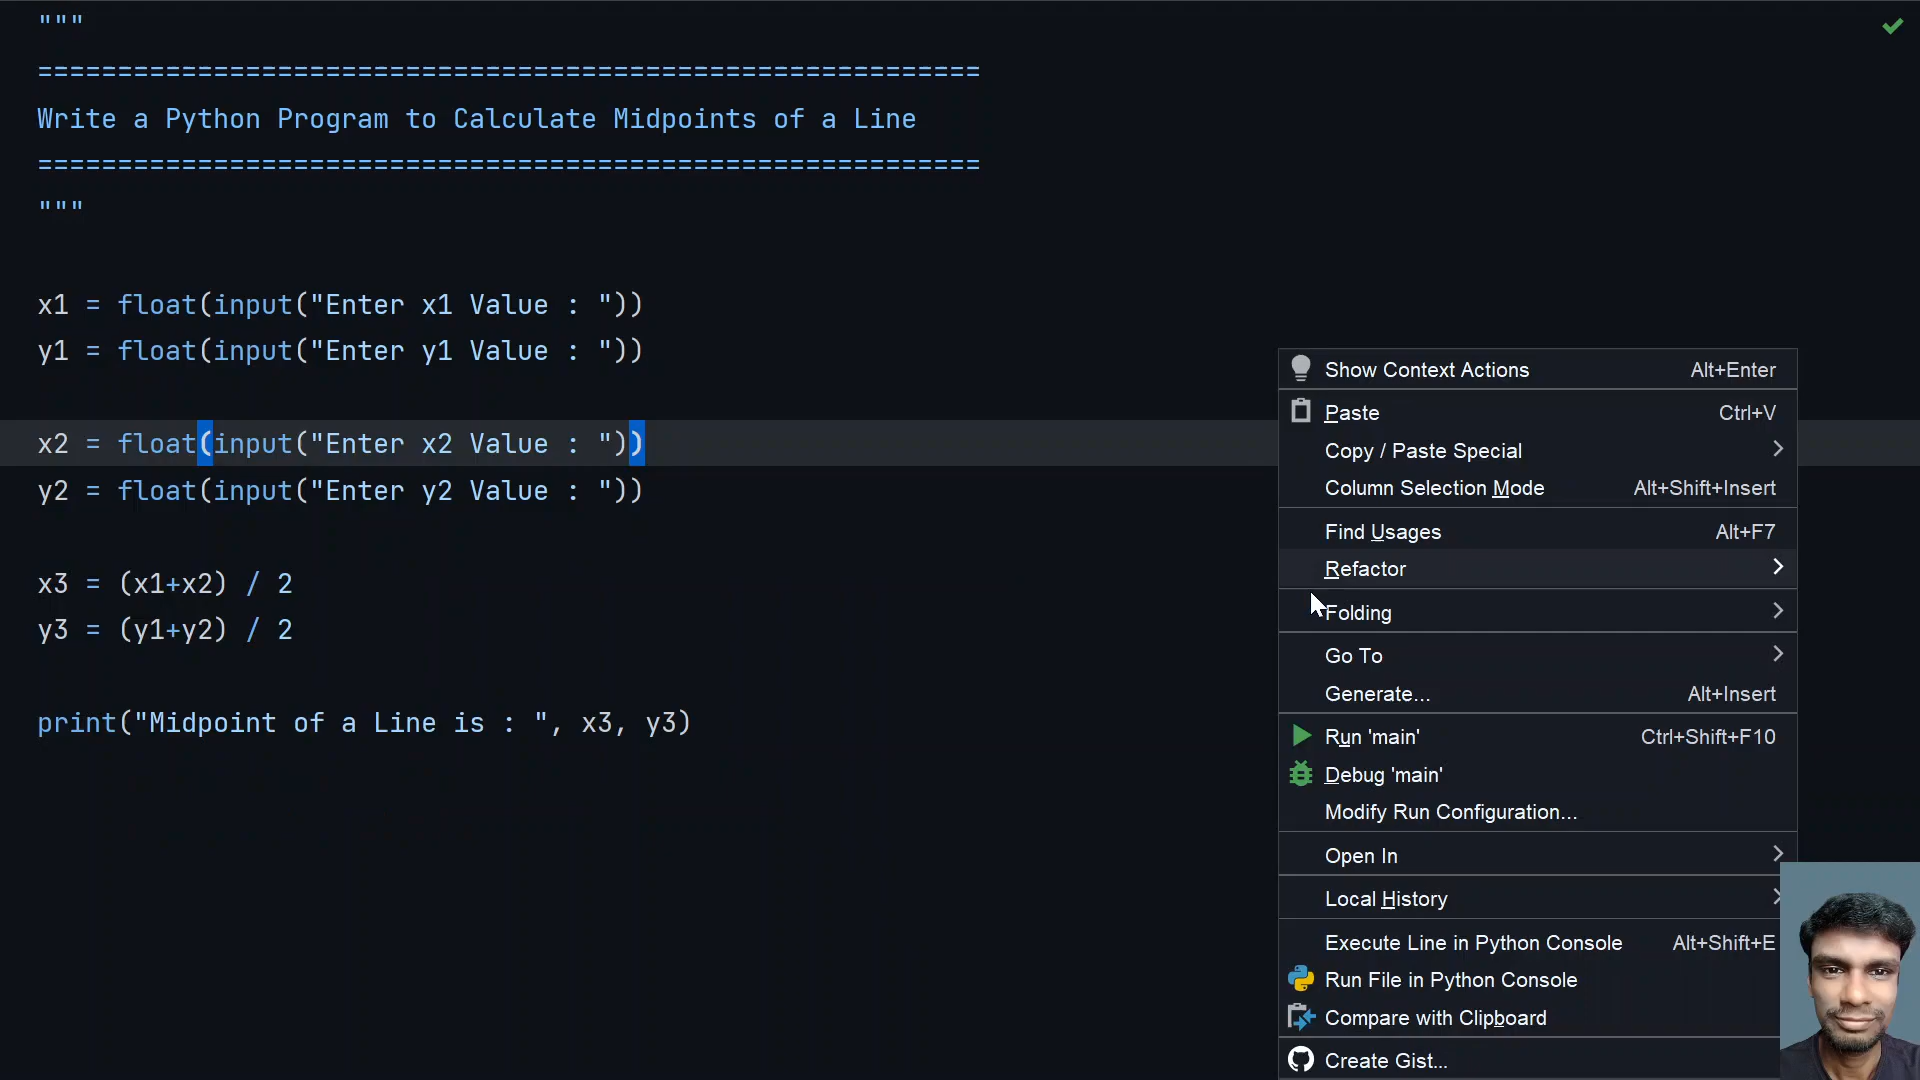 """
===========================================================
Write a Python Program to Calculate Midpoints of a Line
===========================================================
"""
x1 = float(input("Enter x1 Value : "))
y1 = float(input("Enter y1 Value : "))
x2 = float(input("Enter x2 Value : "))
y2 = float(input("Enter y2 Value : "))
x3 = (x1+x2) / 2
y3 = (y1+y2) / 2
print("Midpoint of a Line is : ", x3, y3)
Show Context Actions Alt+Enter
Paste Ctrl+V
Copy / Paste Special
Column Selection Mode Alt+Shift+Insert
Find Usages Alt+F7
Refactor
Folding
Go To
Generate... Alt+Insert
Run 'main' Ctrl+Shift+F10
Debug 'main'
Modify Run Configuration...
Open In
Local History
Execute Line in Python Console Alt+Shift+E
Run File in Python Console
Compare with Clipboard
Create Gist...